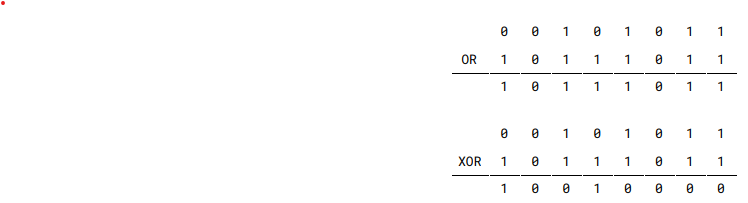 0 0 1 0 1 0 1 1
OR 1 0 1 1 1 0 1 1
1 0 1 1 1 0 1 1
0 0 1 0 1 0 1 1
XOR 1 0 1 1 1 0 1 1
1 0 0 1 0 0 0 0